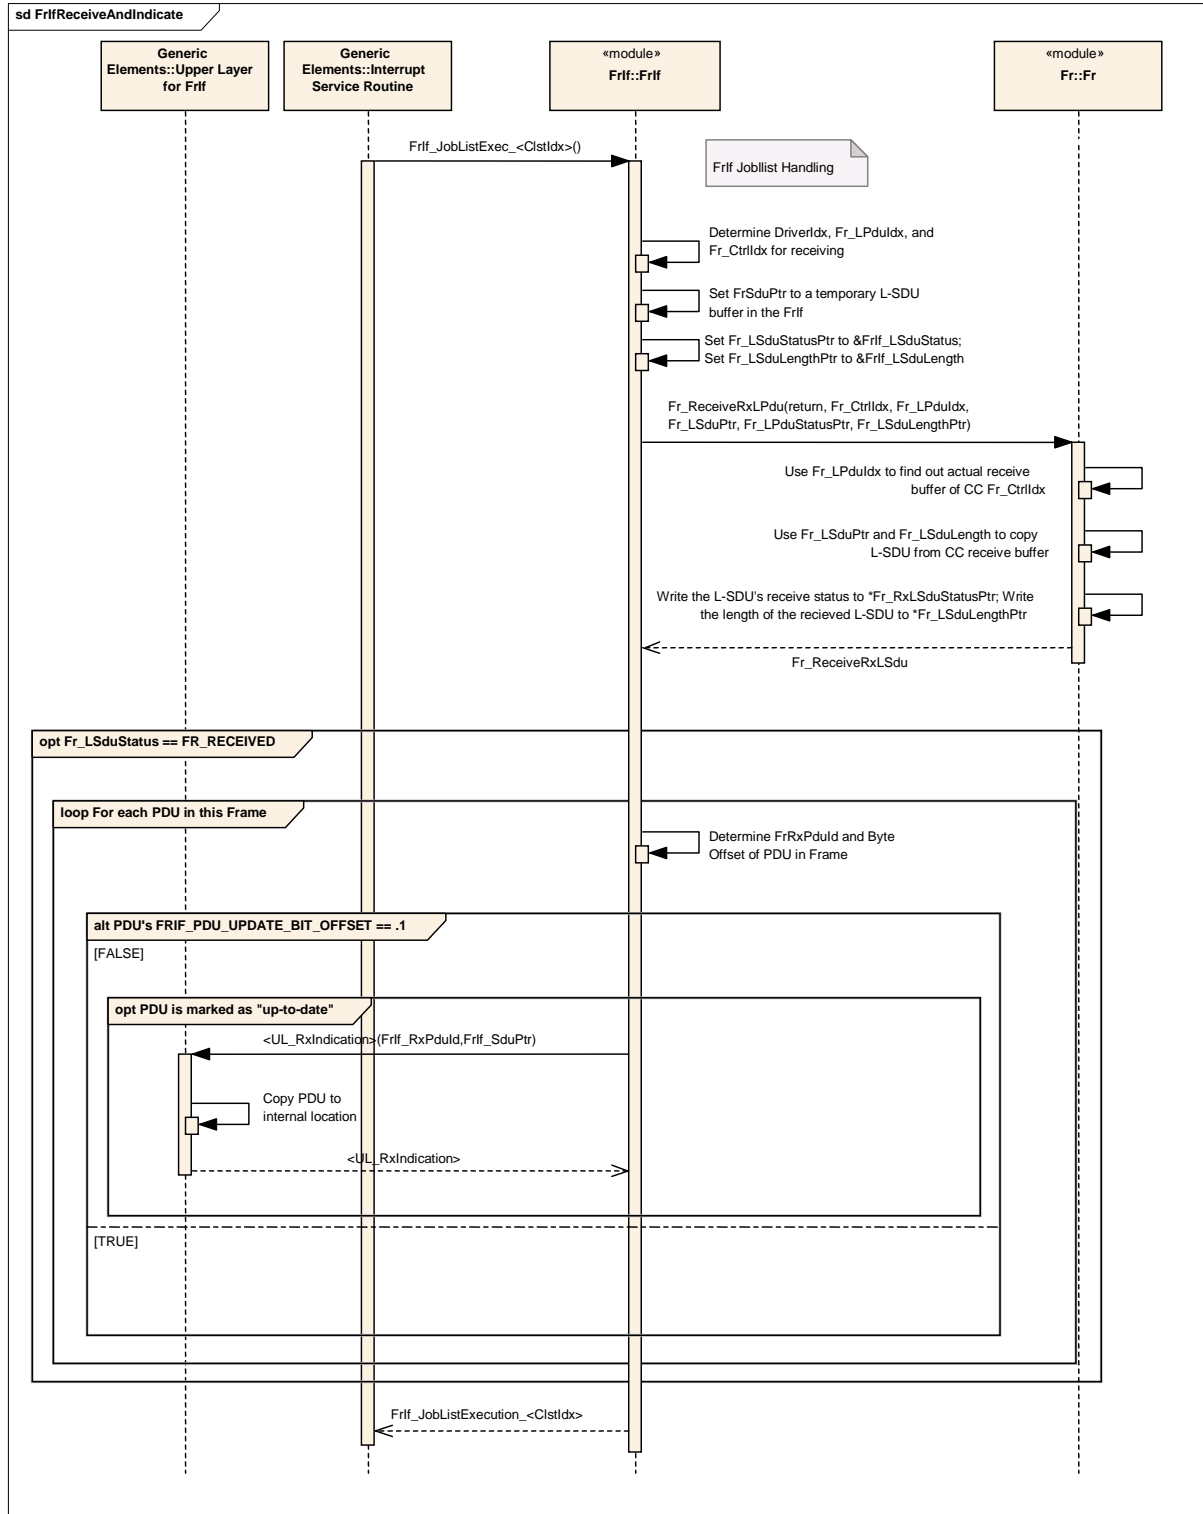 sd FrIfReceiveAndIndicate
Generic
Elements::Upper Layer
for FrIf
Generic
Elements::Interrupt
Service Routine
«module»
FrIf::FrIf
«module»
Fr::Fr
FrIf_JobListExec_<ClstIdx>()
FrIf Jobllist Handling
Determine DriverIdx, Fr_LPduIdx, and
Fr_CtrlIdx for receiving
Set FrSduPtr to a temporary L-SDU
buffer in the FrIf
Set Fr_LSduStatusPtr to &FrIf_LSduStatus;
Set Fr_LSduLengthPtr to &FrIf_LSduLength
Fr_ReceiveRxLPdu(return, Fr_CtrlIdx, Fr_LPduIdx,
Fr_LSduPtr, Fr_LPduStatusPtr, Fr_LSduLengthPtr)
Use Fr_LPduIdx to find out actual receive
buffer of CC Fr_CtrlIdx
Use Fr_LSduPtr and Fr_LSduLength to copy
L-SDU from CC receive buffer
Write the L-SDU's receive status to *Fr_RxLSduStatusPtr; Write
the length of the recieved L-SDU to *Fr_LSduLengthPtr
Fr_ReceiveRxLSdu
opt Fr_LSduStatus == FR_RECEIVED
loop For each PDU in this Frame
Determine FrRxPduId and Byte
Offset of PDU in Frame
alt PDU's FRIF_PDU_UPDATE_BIT_OFFSET == .1
[FALSE]
opt PDU is marked as "up-to-date"
<UL_RxIndication>(FrIf_RxPduId,FrIf_SduPtr)
Copy PDU to
internal location
<UL_RxIndication>
[TRUE]
FrIf_JobListExecution_<ClstIdx>